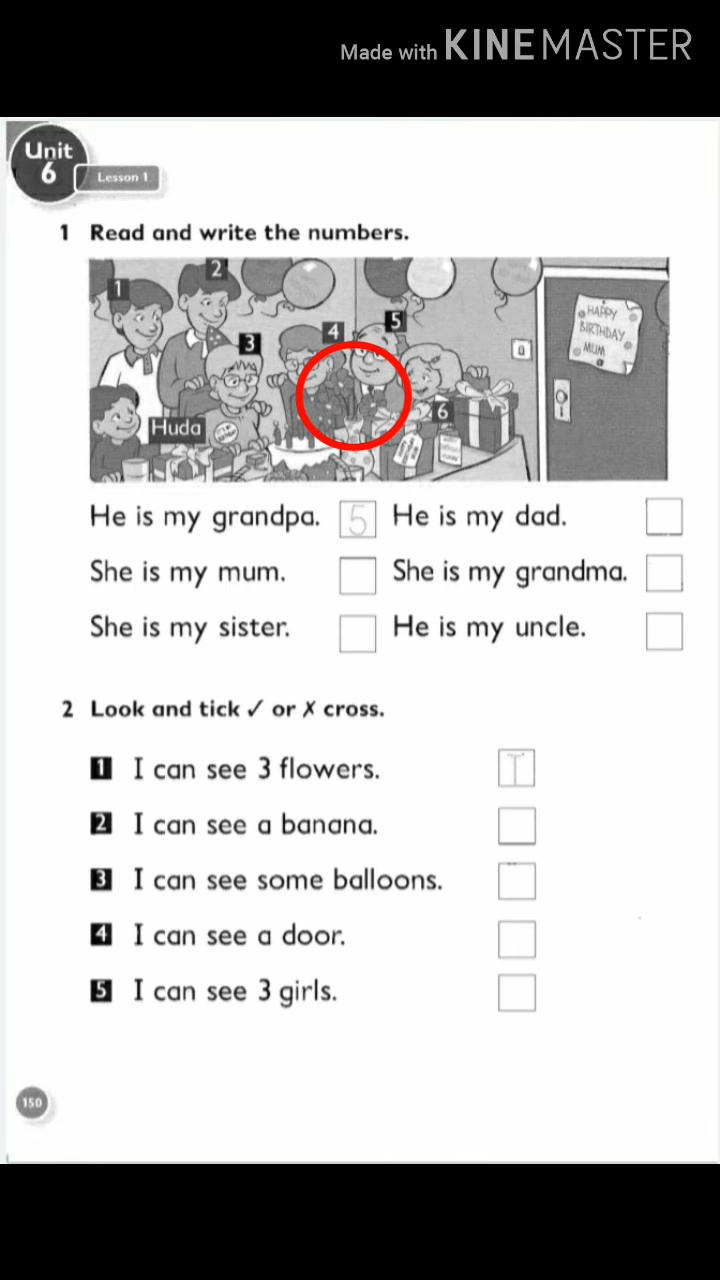 Made with KINEMASTER
Unit
6
Lesson 1
1 Read and write the numbers.
1
2
3
4
5
6
Huda
HAPPY
BIRTHDAY
MUM
He is my grandpa. 5 He is my dad.
She is my mum. She is my grandma.
She is my sister. He is my uncle.
2 Look and tick ✓ or ✗ cross.
1 I can see 3 flowers. T
2 I can see a banana.
3 I can see some balloons.
4 I can see a door.
5 I can see 3 girls.
150